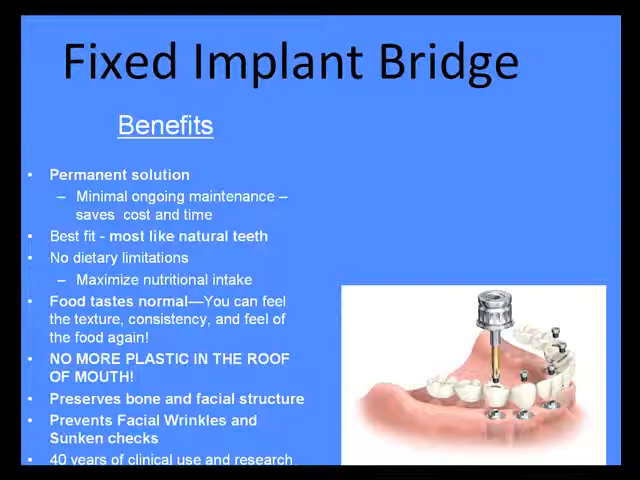 Fixed Implant Bridge
Benefits
• Permanent solution
– Minimal ongoing maintenance –
saves cost and time
• Best fit - most like natural teeth
• No dietary limitations
– Maximize nutritional intake
• Food tastes normal—You can feel
the texture, consistency, and feel of
the food again!
• NO MORE PLASTIC IN THE ROOF
OF MOUTH!
• Preserves bone and facial structure
• Prevents Facial Wrinkles and
Sunken checks
• 40 years of clinical use and research